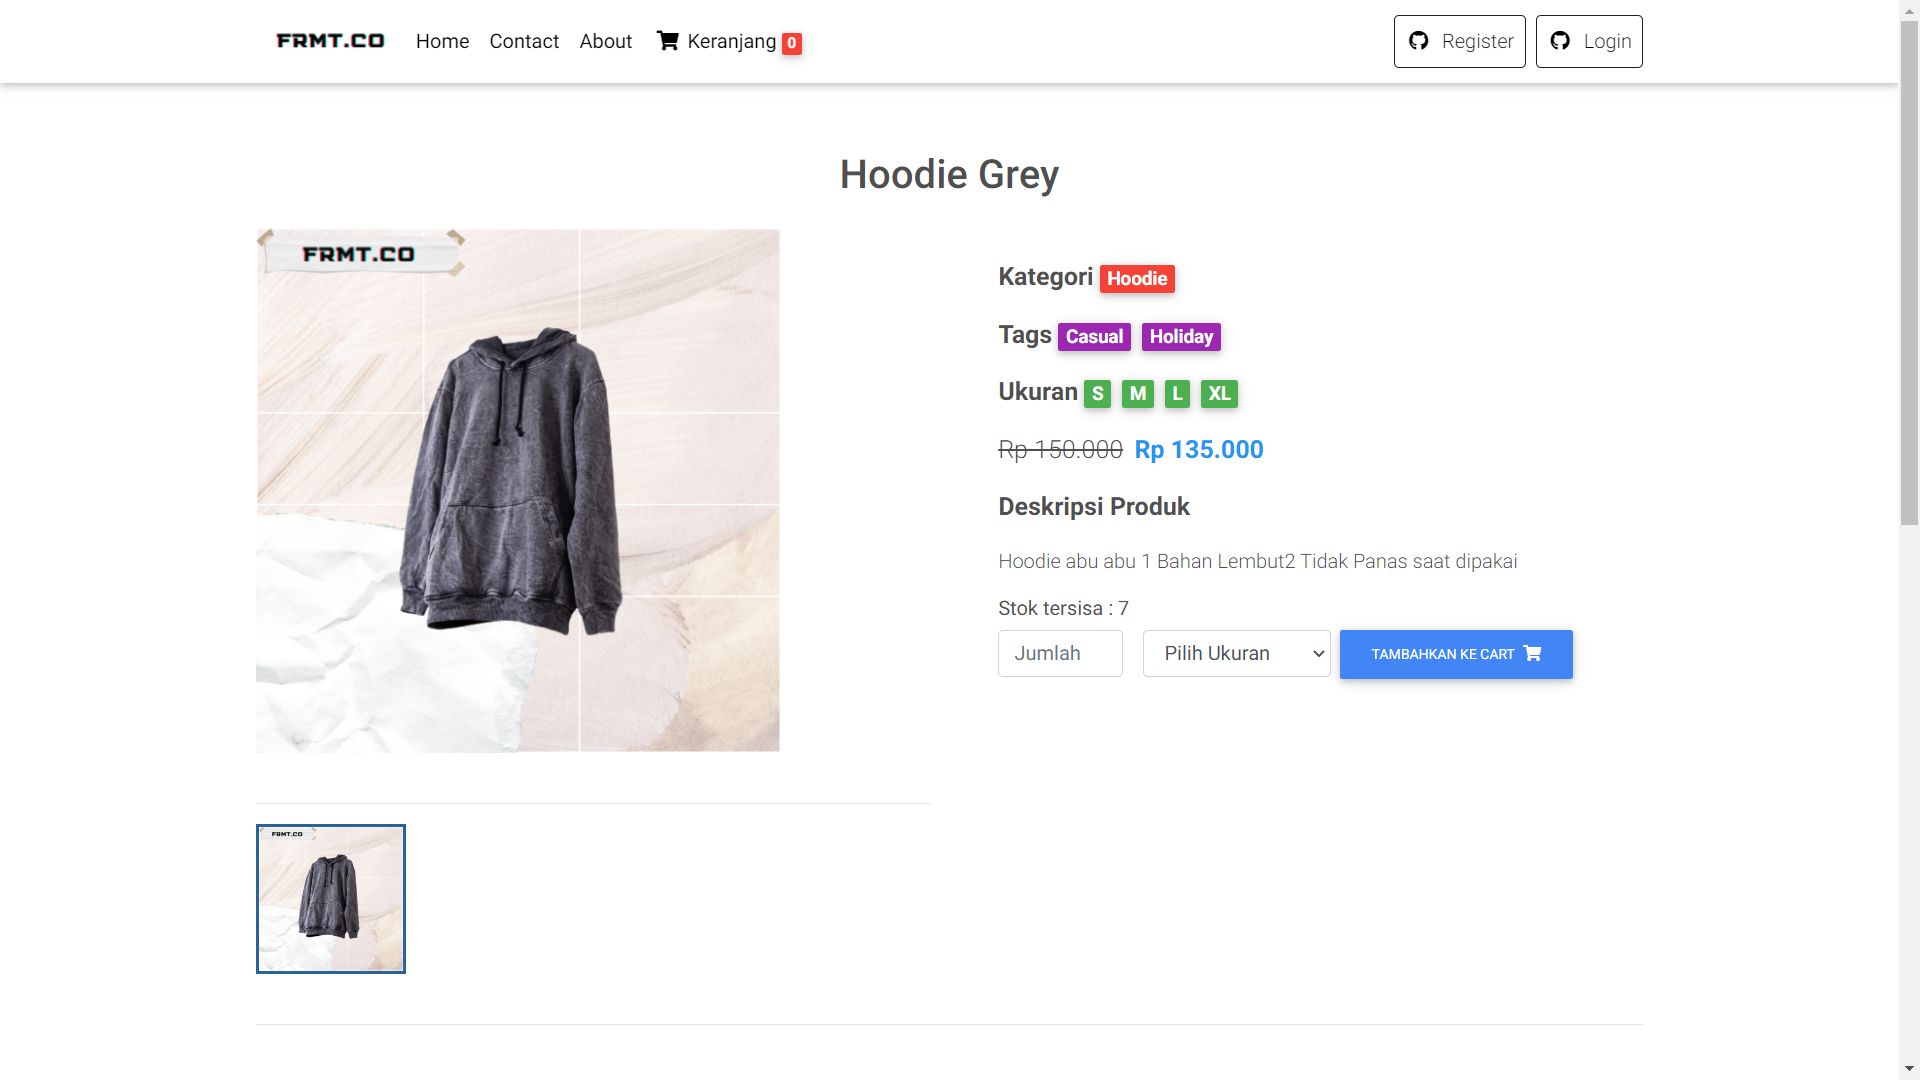 FRMT.CO Home Contact About Keranjang 0 Register Login
Hoodie Grey
FRMT.CO
Kategori Hoodie
Tags Casual Holiday
Ukuran S M L XL
Rp 150.000 Rp 135.000
Deskripsi Produk
Hoodie abu abu 1 Bahan Lembut2 Tidak Panas saat dipakai
Stok tersisa : 7
Jumlah Pilih Ukuran TAMBAHKAN KE CART
FRMT.CO